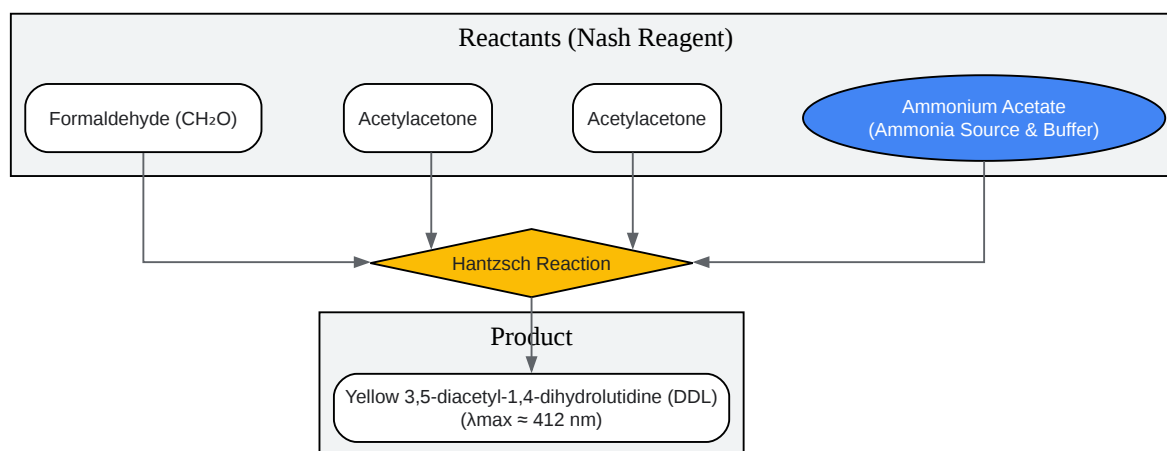 Reactants (Nash Reagent)
Formaldehyde (CH₂O)
Acetylacetone
Acetylacetone
Ammonium Acetate
(Ammonia Source & Buffer)
Hantzsch Reaction
Product
Yellow 3,5-diacetyl-1,4-dihydrolutidine (DDL)
(λmax ≈ 412 nm)